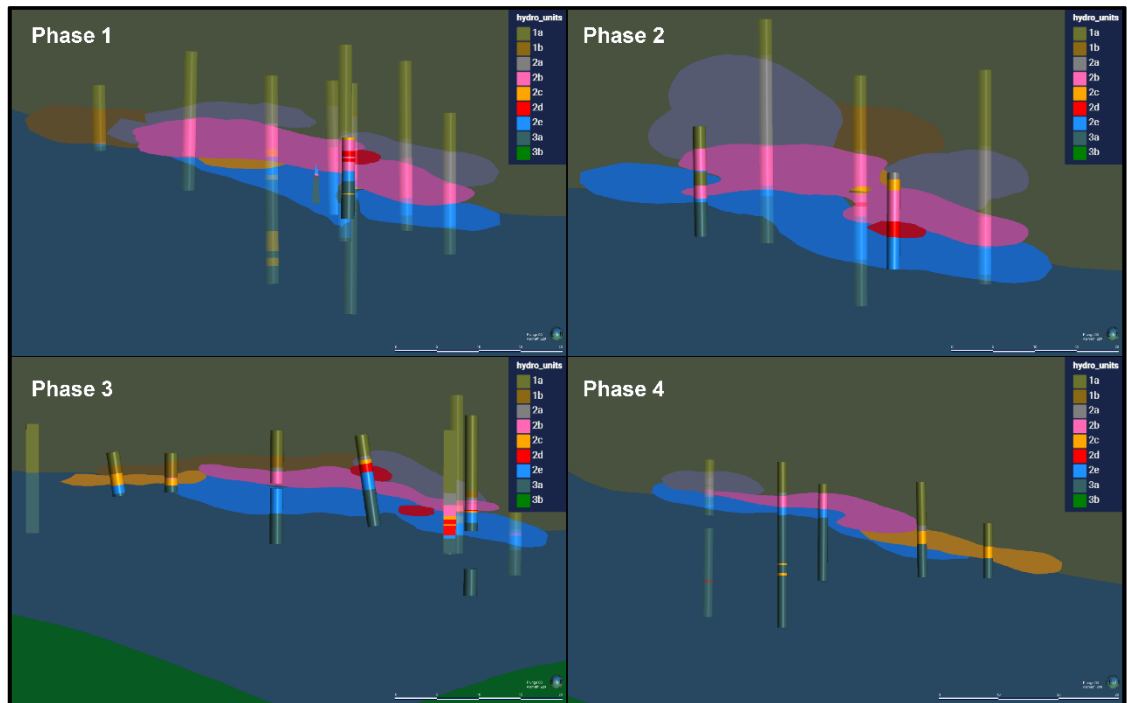 Phase 1
hydro_units
1a
1b
2a
2b
2c
2d
2e
3a
3b
Phase 2
hydro_units
1a
1b
2a
2b
2c
2d
2e
3a
3b
Phase 3
hydro_units
1a
1b
2a
2b
2c
2d
2e
3a
3b
Phase 4
hydro_units
1a
1b
2a
2b
2c
2d
2e
3a
3b